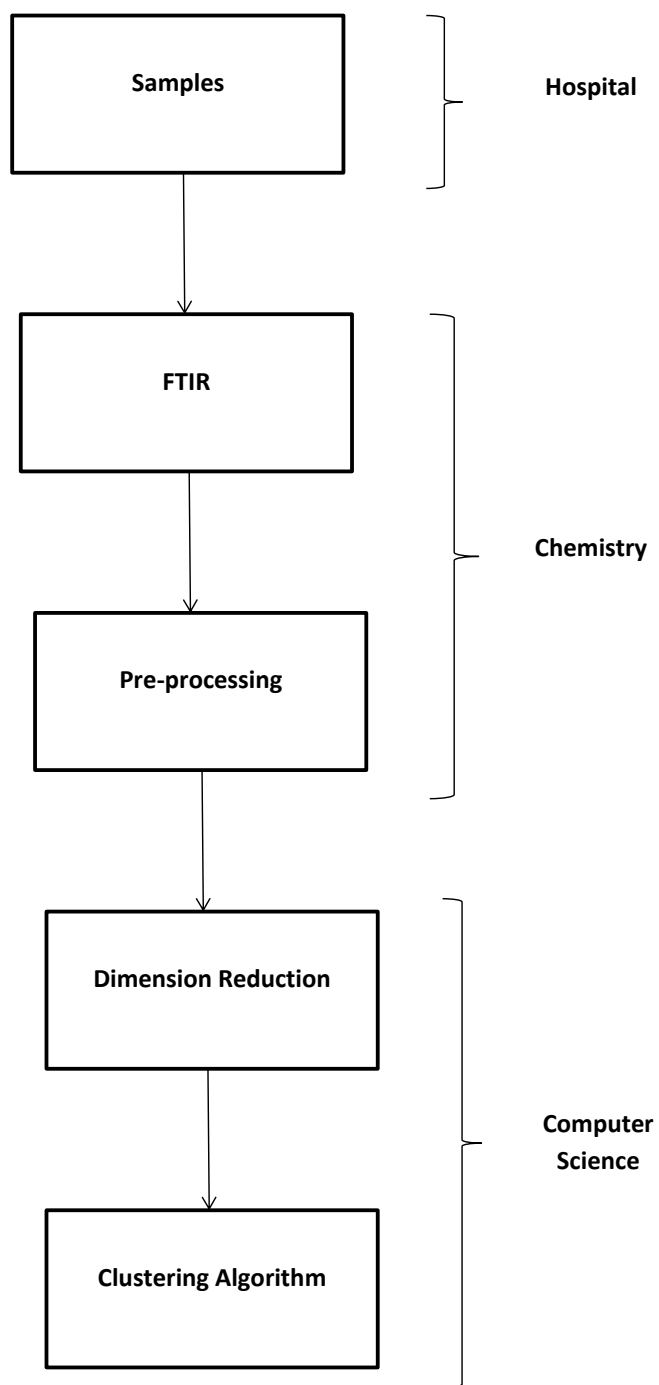 Samples
Hospital
FTIR
Chemistry
Pre-processing
Dimension Reduction
Computer
Science
Clustering Algorithm